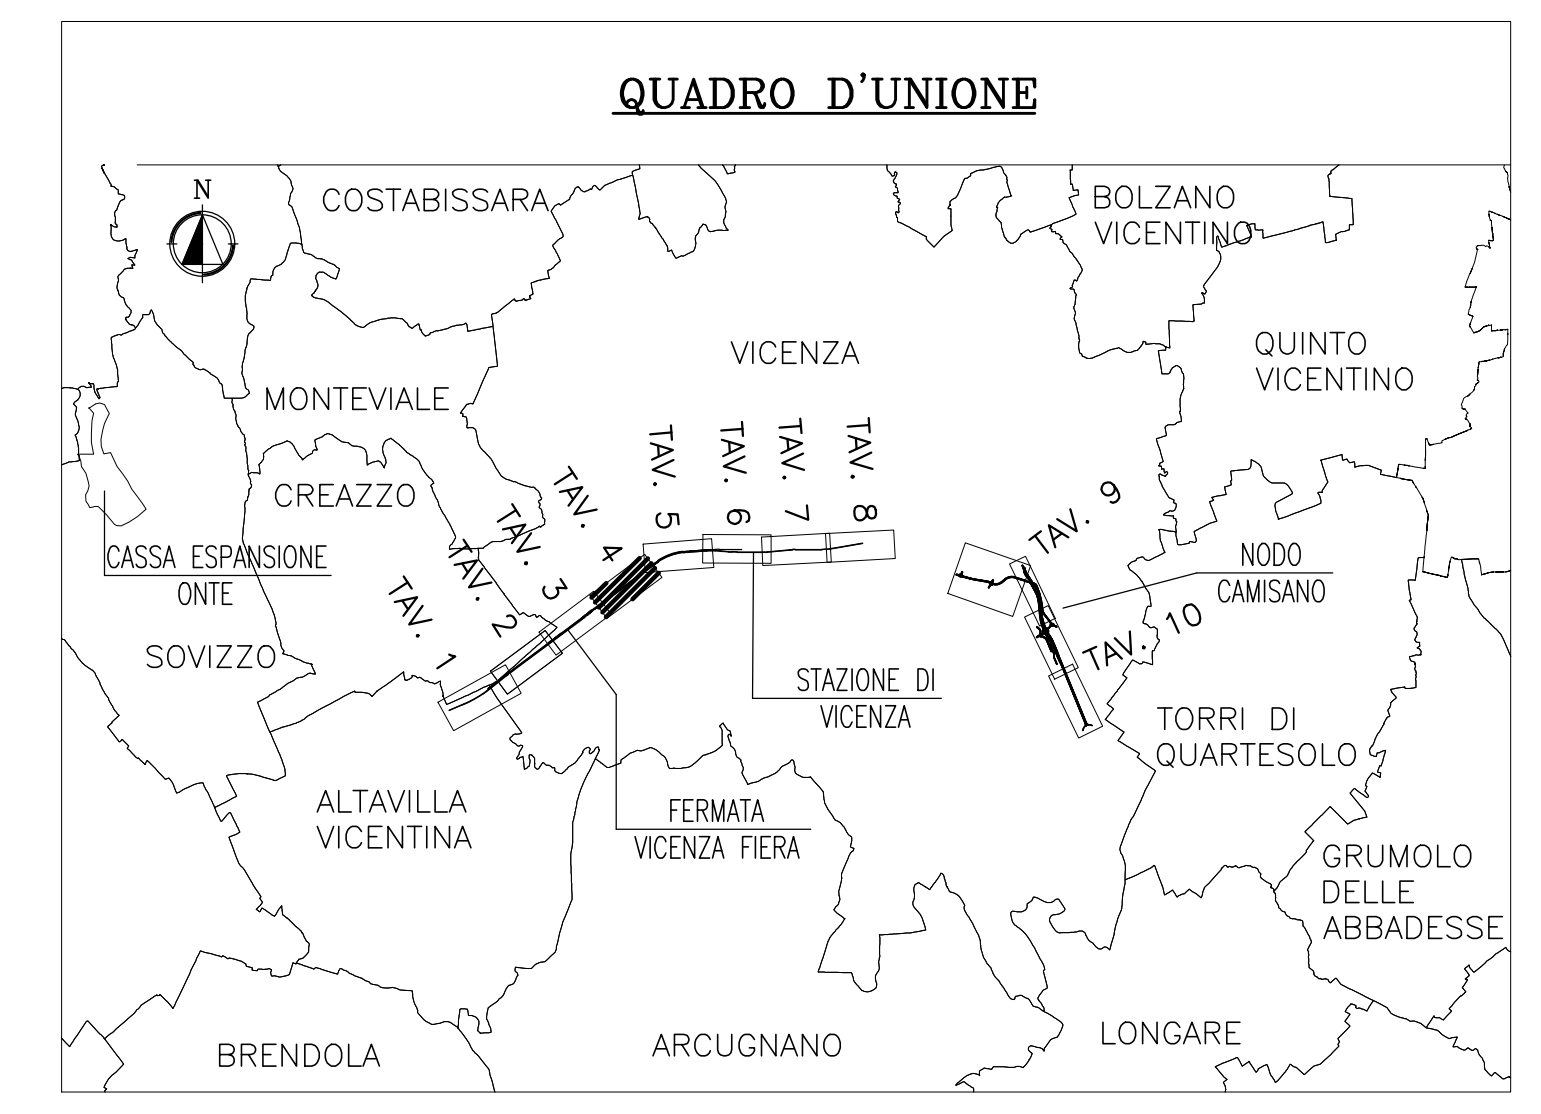 QUADRO D'UNIONE
N
COSTABISSARA
BOLZANO
VICENTINO
VICENZA
QUINTO
VICENTINO
MONTEVIALE
CREAZZO
TAV. 1
TAV. 2
TAV. 3
TAV. 4
TAV. 5
TAV. 6
TAV. 7
TAV. 8
TAV. 9
TAV. 10
CASSA ESPANSIONE
ONTE
NODO
CAMISANO
SOVIZZO
STAZIONE DI
VICENZA
TORRI DI
QUARTESOLO
ALTAVILLA
VICENTINA
FERMATA
VICENZA FIERA
GRUMOLO
DELLE
ABBADESSE
BRENDOLA
ARCUGNANO
LONGARE